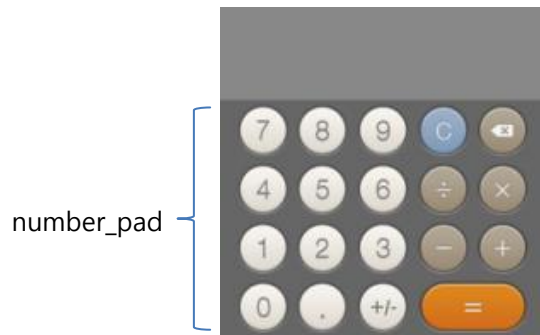 7 8 9 C
4 5 6 ÷ ×
number_pad
1 2 3 − +
0 . +/- =